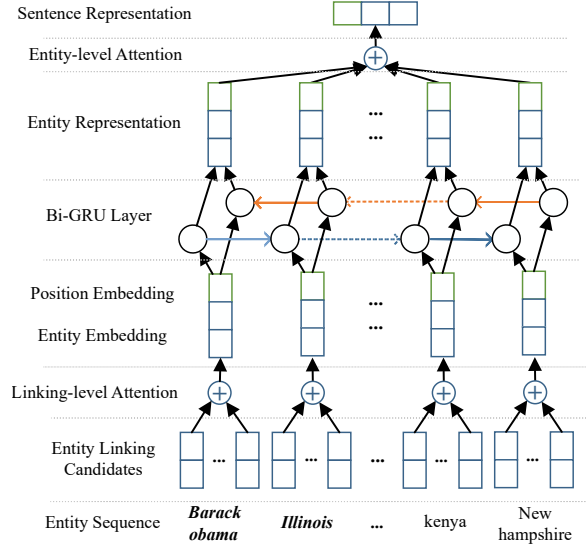 Sentence Representation
Entity-level Attention
Entity Representation
...
...
Bi-GRU Layer
Position Embedding
...
Entity Embedding
...
Linking-level Attention
Entity Linking
Candidates
... ... ... ... ...
Entity Sequence
Barack
obama
Illinois
...
kenya
New
hampshire